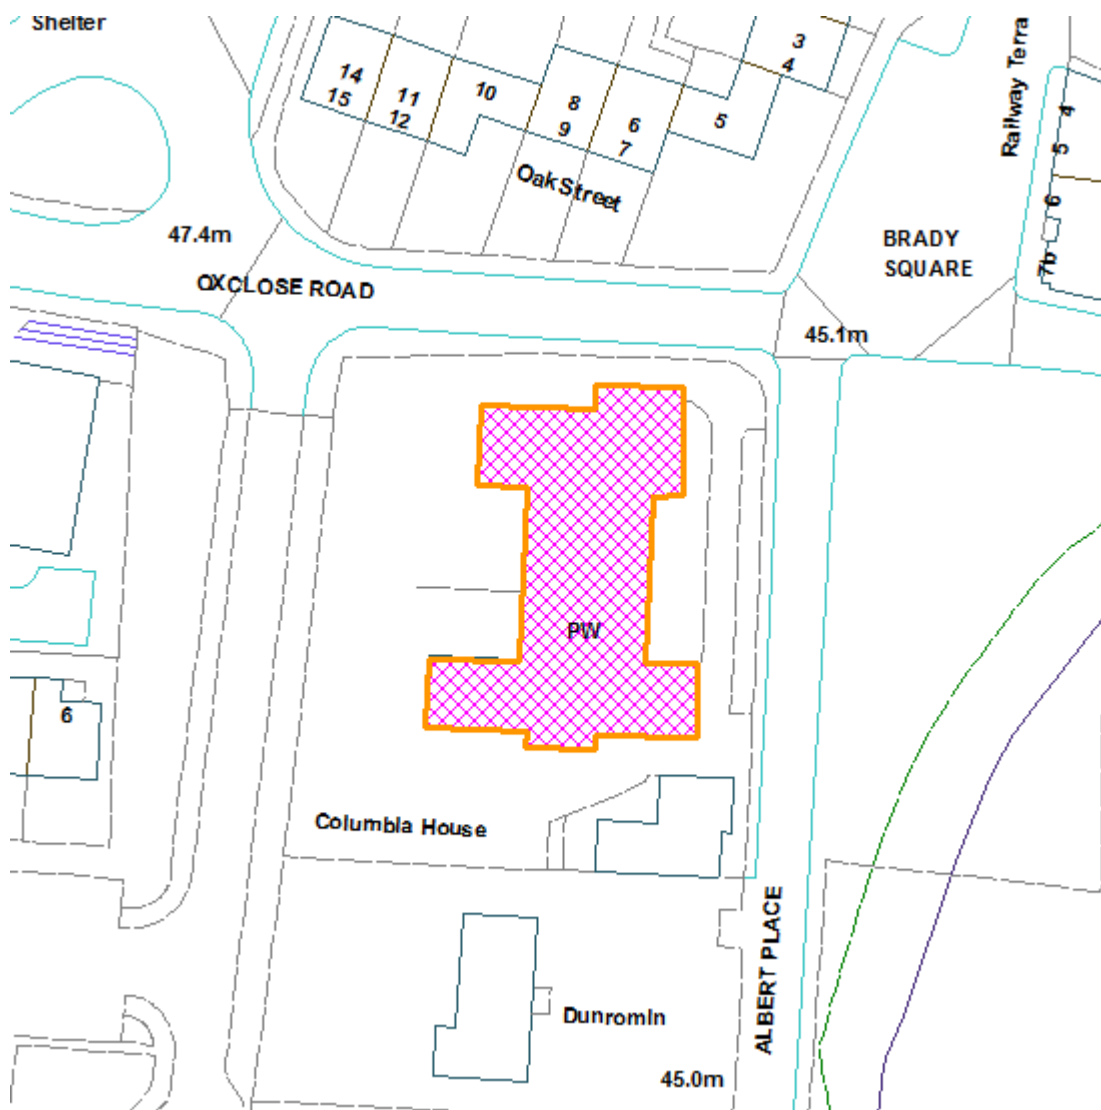 Shelter
3
4
14
15
11
12
10
8
9
6
7
5
Oak Street
Railway Terra
4
5
6
7b
47.4m
BRADY
SQUARE
OXCLOSE ROAD
45.1m
PW
6
Columbia House
ALBERT PLACE
Dunromin
45.0m